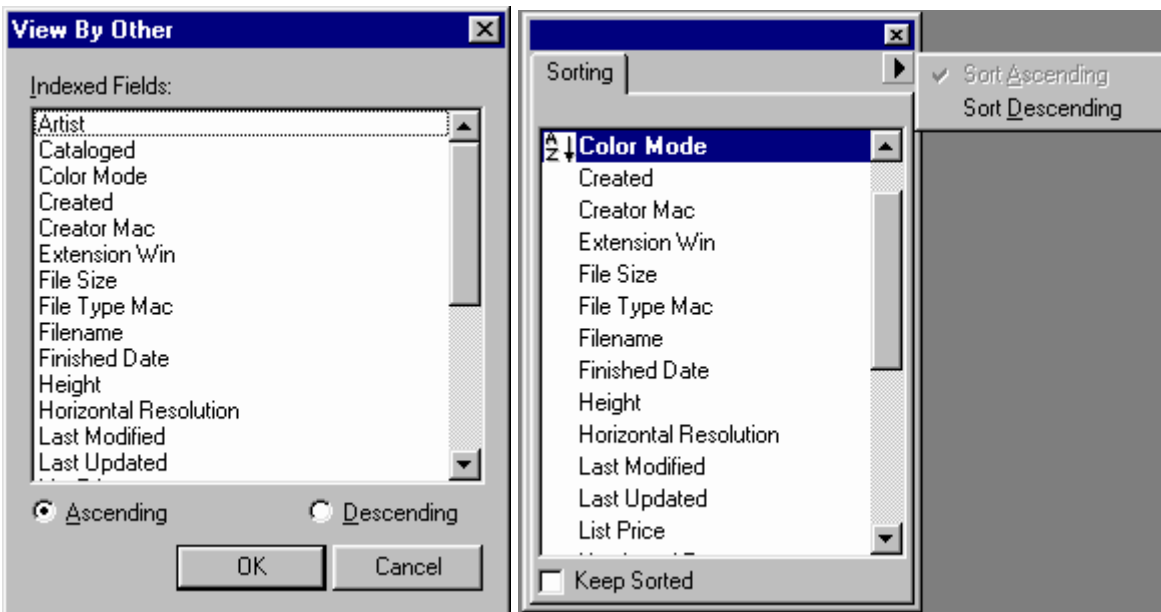 View By Other
Indexed Fields:
Artist
Cataloged
Color Mode
Created
Creator Mac
Extension Win
File Size
File Type Mac
Filename
Finished Date
Height
Horizontal Resolution
Last Modified
Last Updated
Ascending
Descending
OK
Cancel
Sorting
Color Mode
Created
Creator Mac
Extension Win
File Size
File Type Mac
Filename
Finished Date
Height
Horizontal Resolution
Last Modified
Last Updated
List Price
Keep Sorted
Sort Ascending
Sort Descending